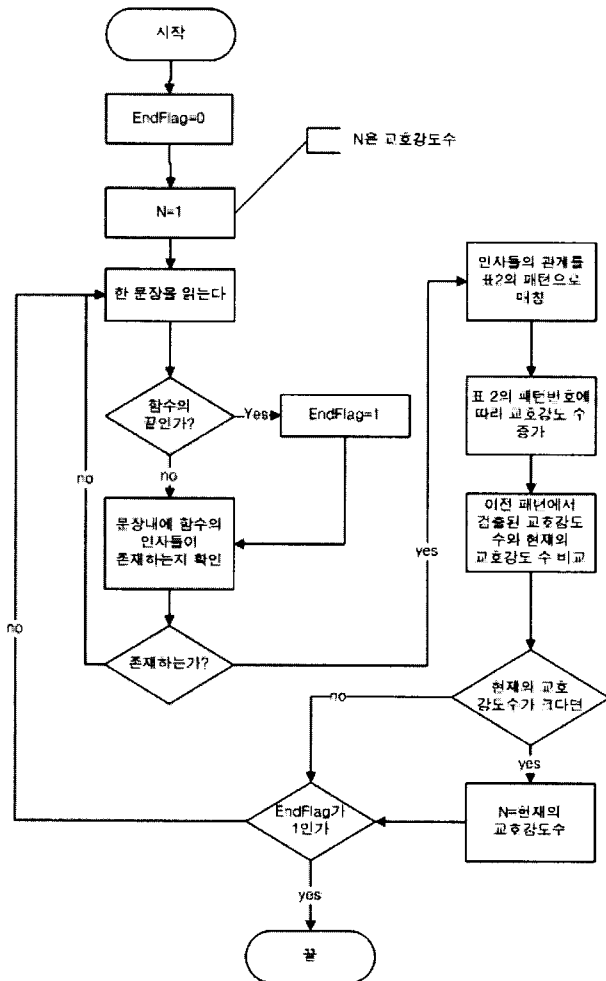 시작
EndFlag=0
N은 교호강도수
N=1
한 문장을 읽는다
인사들의 관계를
표2의 패턴으로
매칭
함수의
끝인가?
Yes
EndFlag=1
표 2의 패턴번호에
따리 교호강도 수
증가
no
no
문장내에 함수의
인사들이
존재하는지 확인
이전 패턴에서
검출된 교호강도
수와 현재의
교호강도 수 비교
yes
no
존재하는가?
현재의 교호
강도수가 크다면
no
yes
EndFlag가
1인가
N=현재의
교호강도수
yes
끝